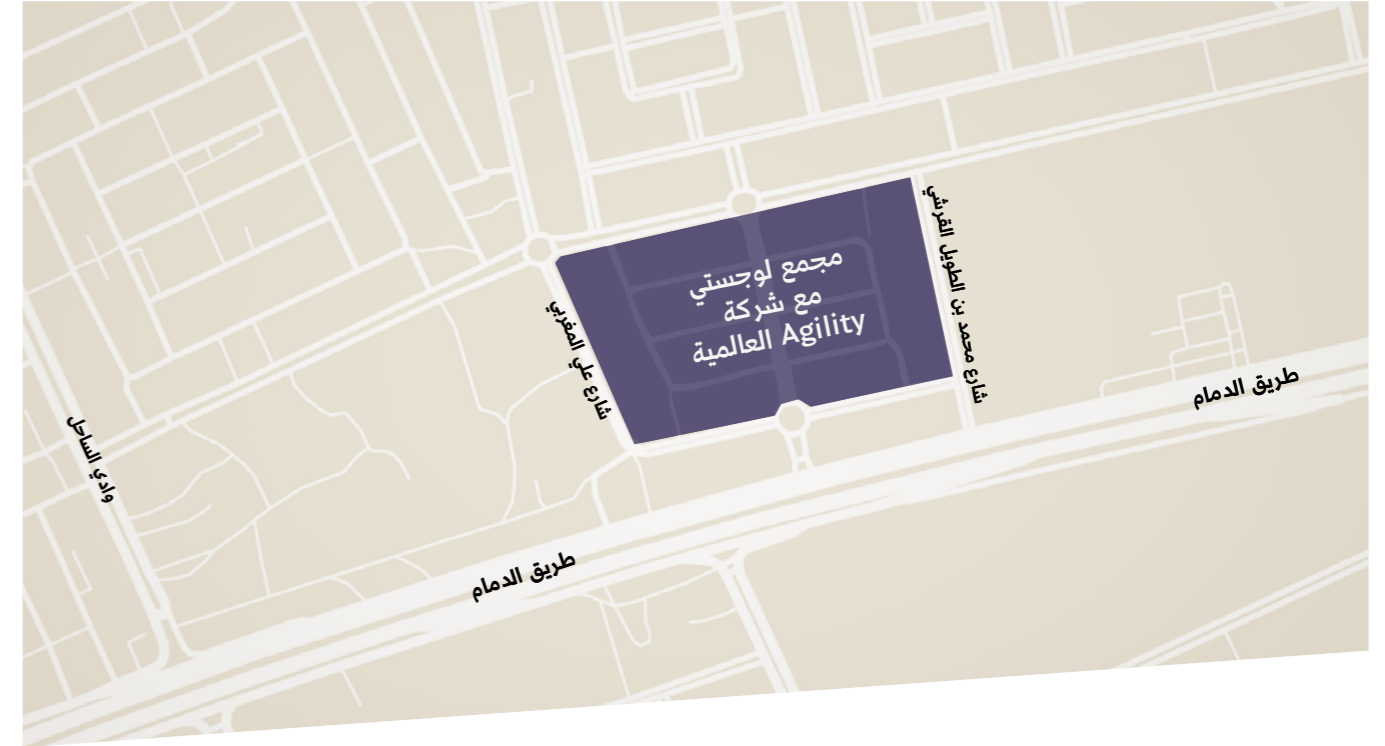 مجمع لوجستي
مع شركة
Agility العالمية
شارع محمد بن الطويل القرشي
شارع علي المغربي
طريق الدمام
وادي الساحل
طريق الدمام